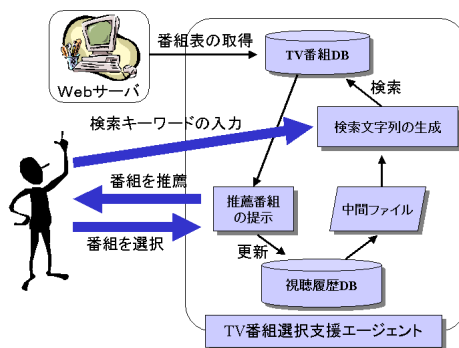 番組表の取得
TV番組DB
Webサーバ
検索
検索キーワードの入力
検索文字列の生成
番組を推薦
推薦番組
の提示
中間ファイル
番組を選択
更新
視聴履歴DB
TV番組選択支援エージェント